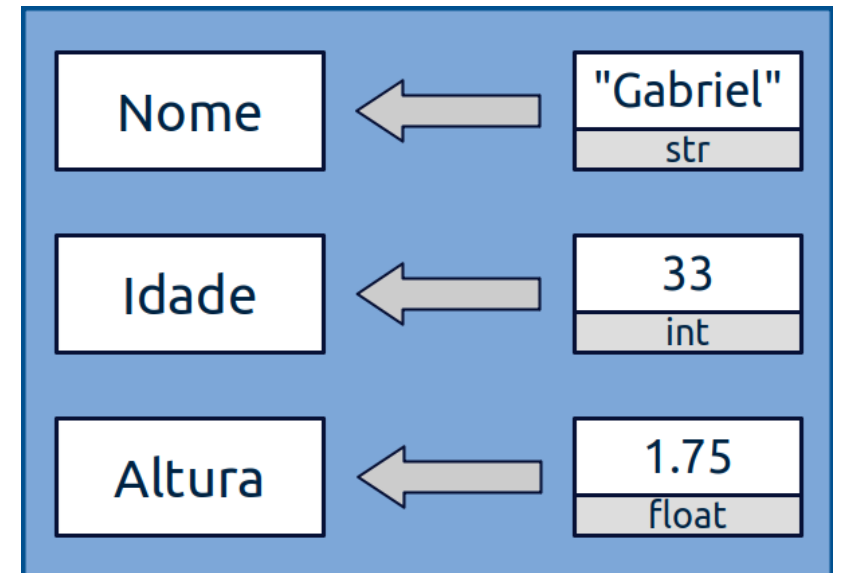 Nome
"Gabriel"
str
Idade
33
int
Altura
1.75
float